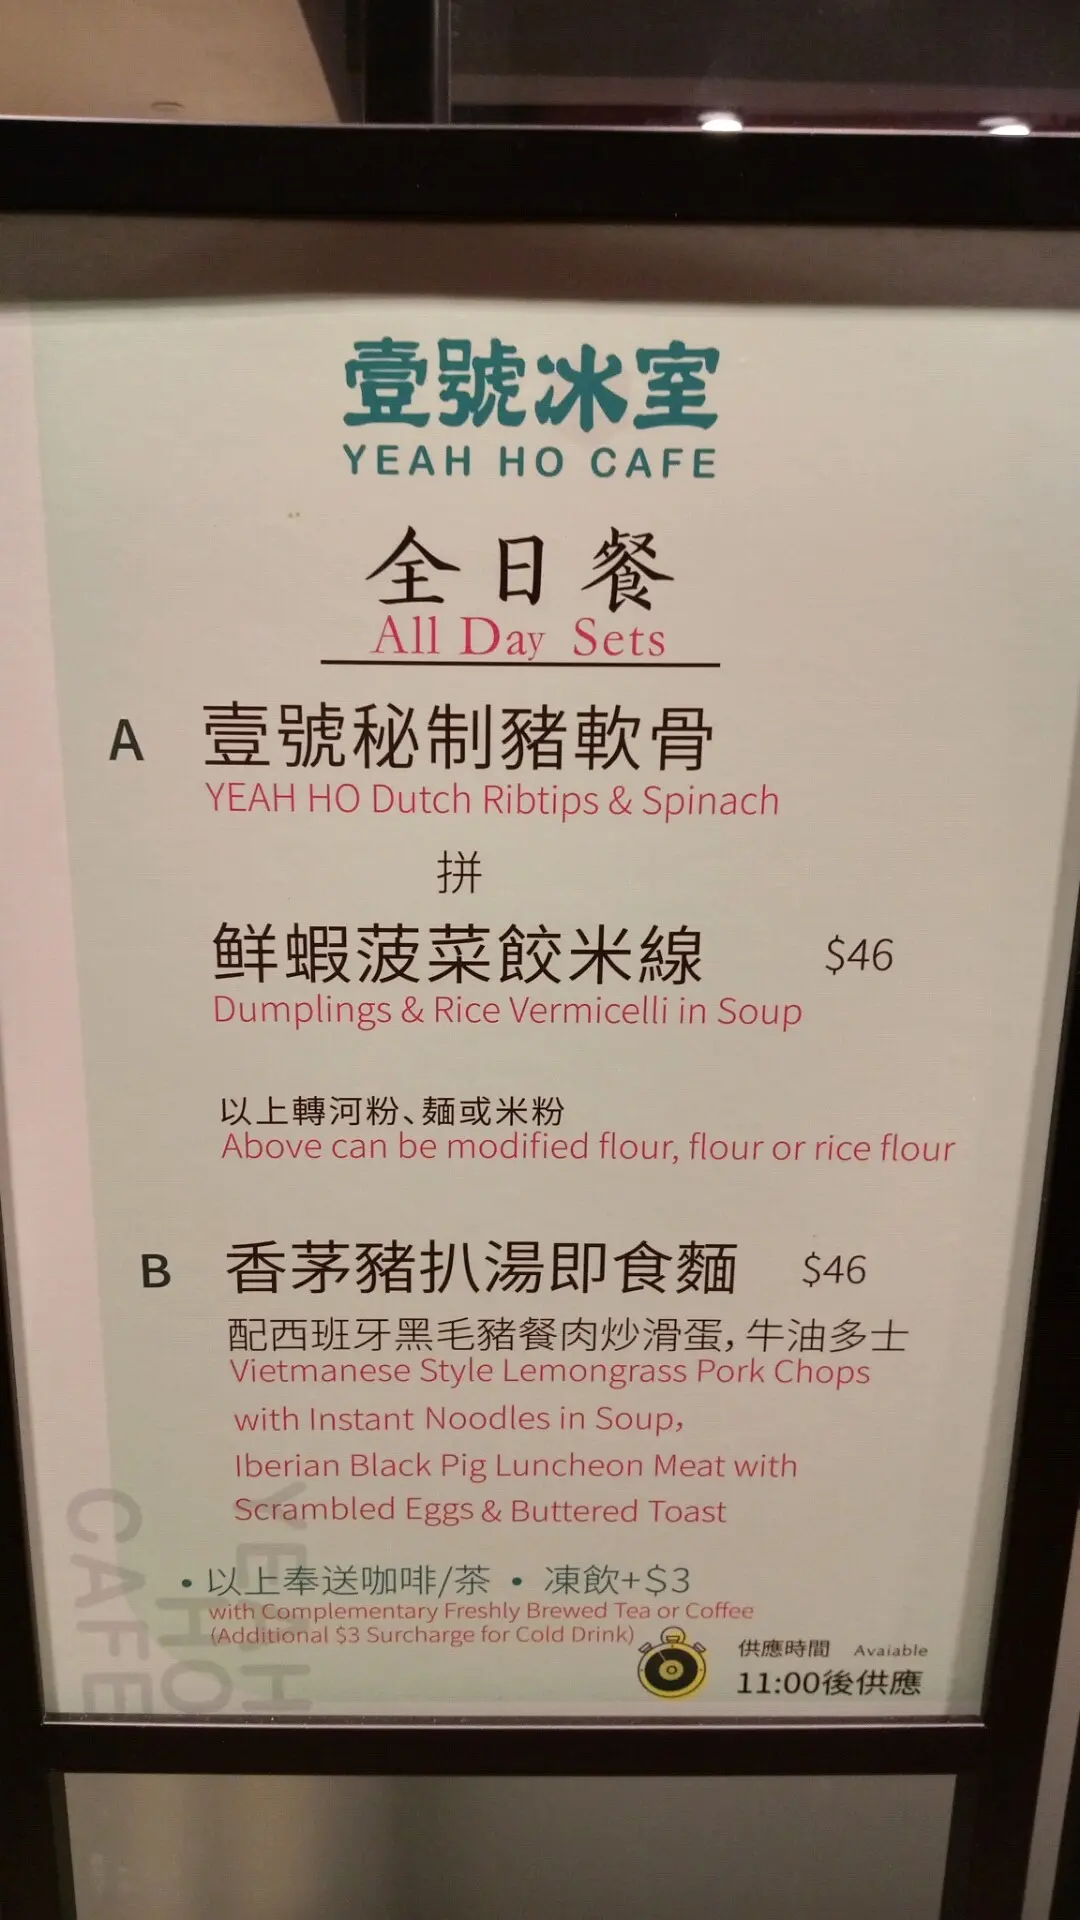 壹號冰室
YEAH HO CAFE
全日餐
All Day Sets
A 壹號秘制豬軟骨
YEAH HO Dutch Ribtips & Spinach
拼
鲜蝦菠菜餃米線 $46
Dumplings & Rice Vermicelli in Soup
以上轉河粉、麵或米粉
Above can be modified flour, flour or rice flour
B 香茅豬扒湯即食麵 $46
配西班牙黑毛豬餐肉炒滑蛋, 牛油多士
Vietmanese Style Lemongrass Pork Chops
with Instant Noodles in Soup,
Iberian Black Pig Luncheon Meat with
Scrambled Eggs & Buttered Toast
• 以上奉送咖啡/茶 • 凍飲+$3
with Complementary Freshly Brewed Tea or Coffee
(Additional $3 Surcharge for Cold Drink)
供應時間 Avaiable
11:00後供應
YEAH HO
CAFE